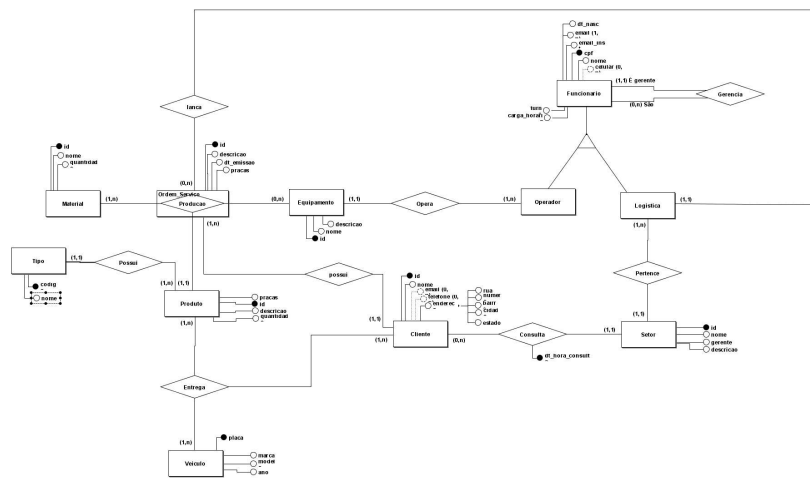 dt_nasc
email (1,
email_ins
cpf
nome
celular (0,
Funcionario
turn
carga_horari
(1,1) E gerente
(0,n) São
Gerencia
lanca
id
nome
quantidad
Material
(1,n)
(0,n)
id
descricao
dt_emissao
pracas
Ordem_Servico
Producao
(1,n)
(0,n)
Equipamento
descricao
nome
id
(1,1)
Opera
(1,n)
Operador
Logistica
(1,1)
(1,n)
Pertence
(1,1)
Tipo
codig
nome
(1,1)
Possui
(1,n)
(1,1)
Produto
pracas
id
descricao
quantidad
(1,n)
possui
(1,1)
id
nome
email (0,
telefone (0,
enderec
rua
numer
bairr
cidad
estado
Cliente
(1,n)
(0,n)
Consulta
dt_hora_consult
(1,1)
Setor
id
nome
gerente
descricao
Entrega
(1,n)
placa
Veiculo
marca
model
ano